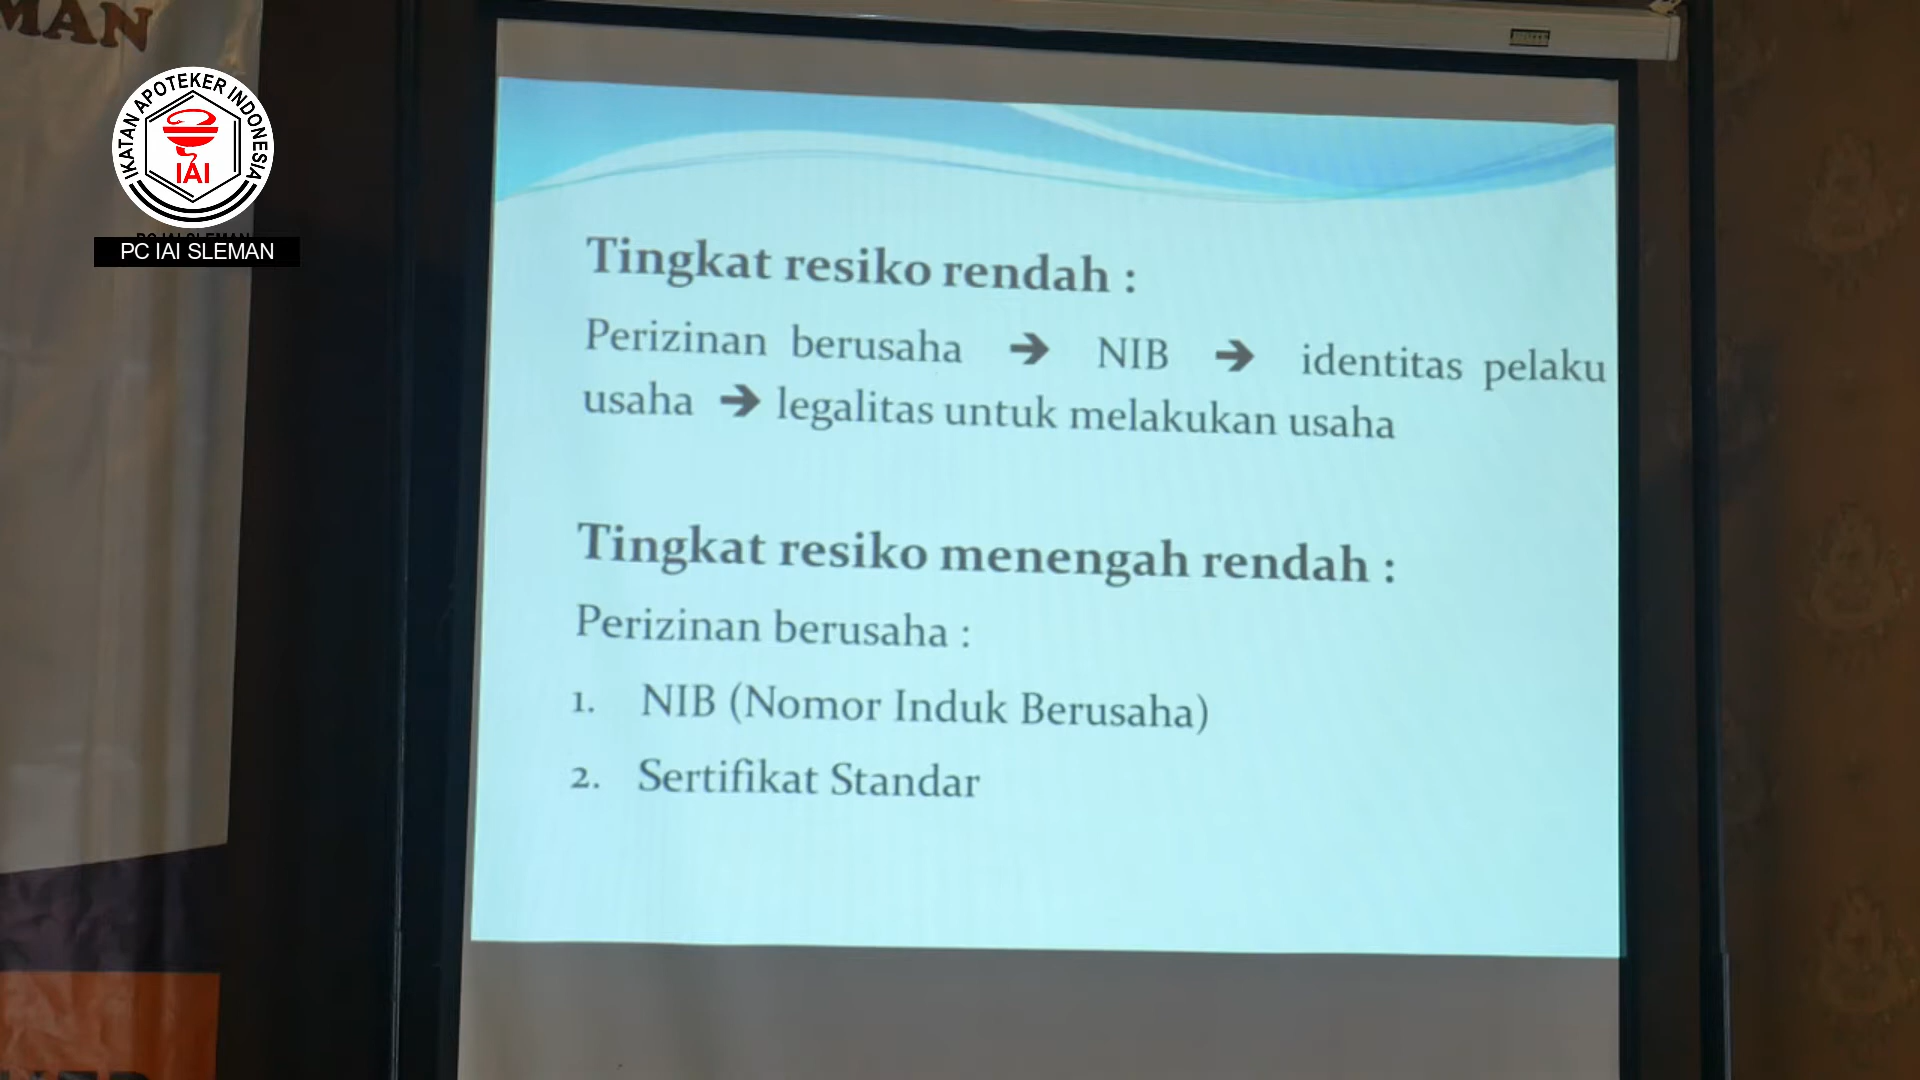 MAN
IKATAN APOTEKER INDONESIA
IAI
PC IAI SLEMAN
Tingkat resiko rendah :
Perizinan berusaha ➔ NIB ➔ identitas pelaku
usaha ➔ legalitas untuk melakukan usaha
Tingkat resiko menengah rendah :
Perizinan berusaha :
1. NIB (Nomor Induk Berusaha)
2. Sertifikat Standar